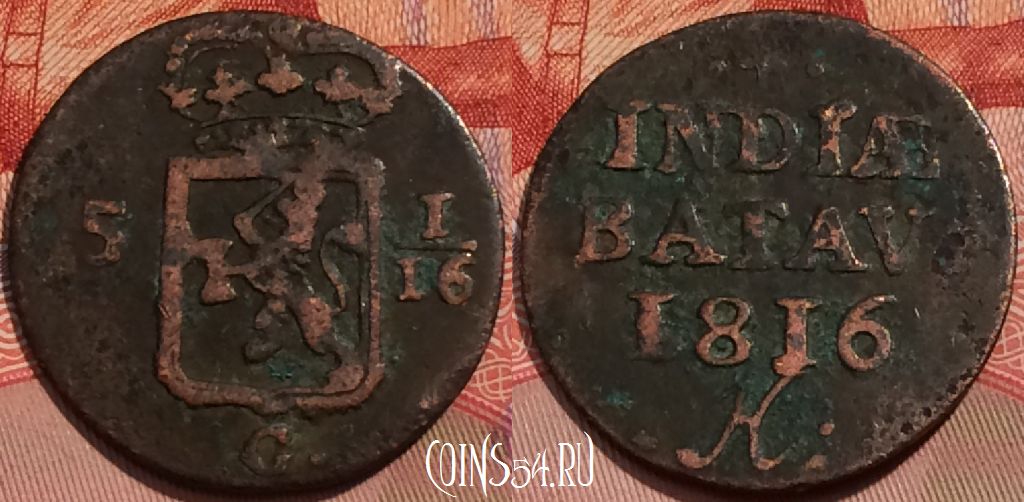 5 1/16
G.
INDIÆ
BATAV
1816
H.
COINS54.RU